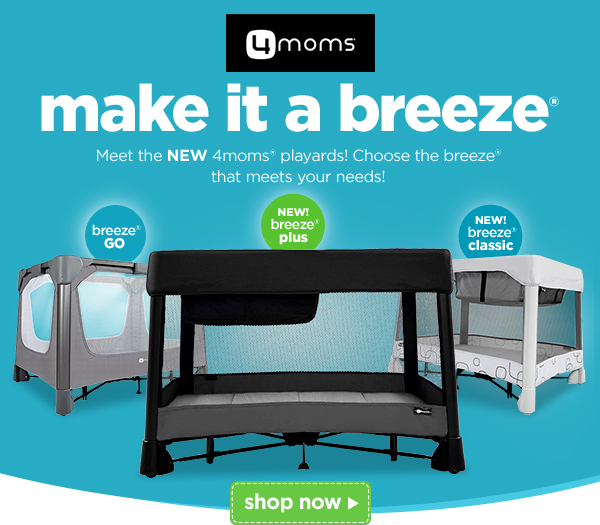 4moms
make it a breeze®
Meet the NEW 4moms® playards! Choose the breeze®
that meets your needs!
breeze®
GO
NEW!
breeze®
plus
NEW!
breeze®
classic
shop now